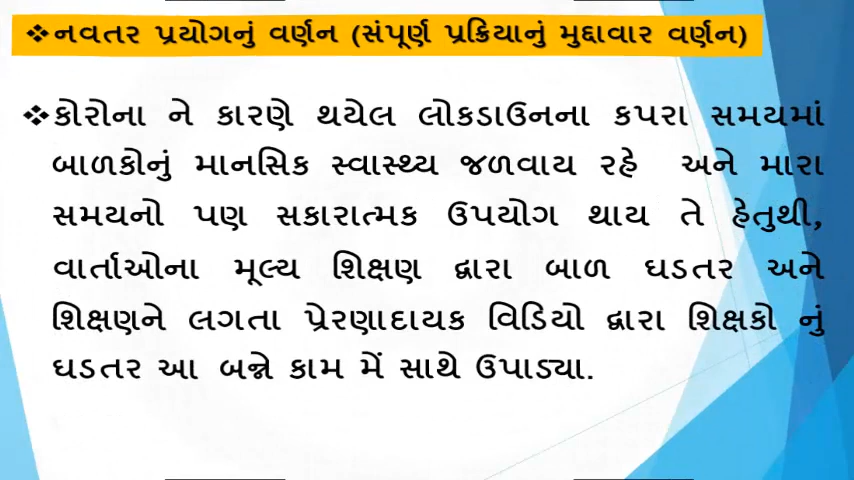 ❖નવતર પ્રયોગનું વર્ણન (સંપૂર્ણ પ્રક્રિયાનું મુદ્દાવાર વર્ણન)
❖કોરોના ને કારણે થયેલ લોકડાઉનના કપરા સમયમાં
બાળકોનું માનસિક સ્વાસ્થ્ય જળવાય રહે અને મારા
સમયનો પણ સકારાત્મક ઉપયોગ થાય તે હેતુથી,
વાર્તાઓના મૂલ્ય શિક્ષણ દ્વારા બાળ ઘડતર અને
શિક્ષણને લગતા પ્રેરણાદાયક વિડિયો દ્વારા શિક્ષકો નું
ઘડતર આ બન્ને કામ મેં સાથે ઉપાડ્યા.